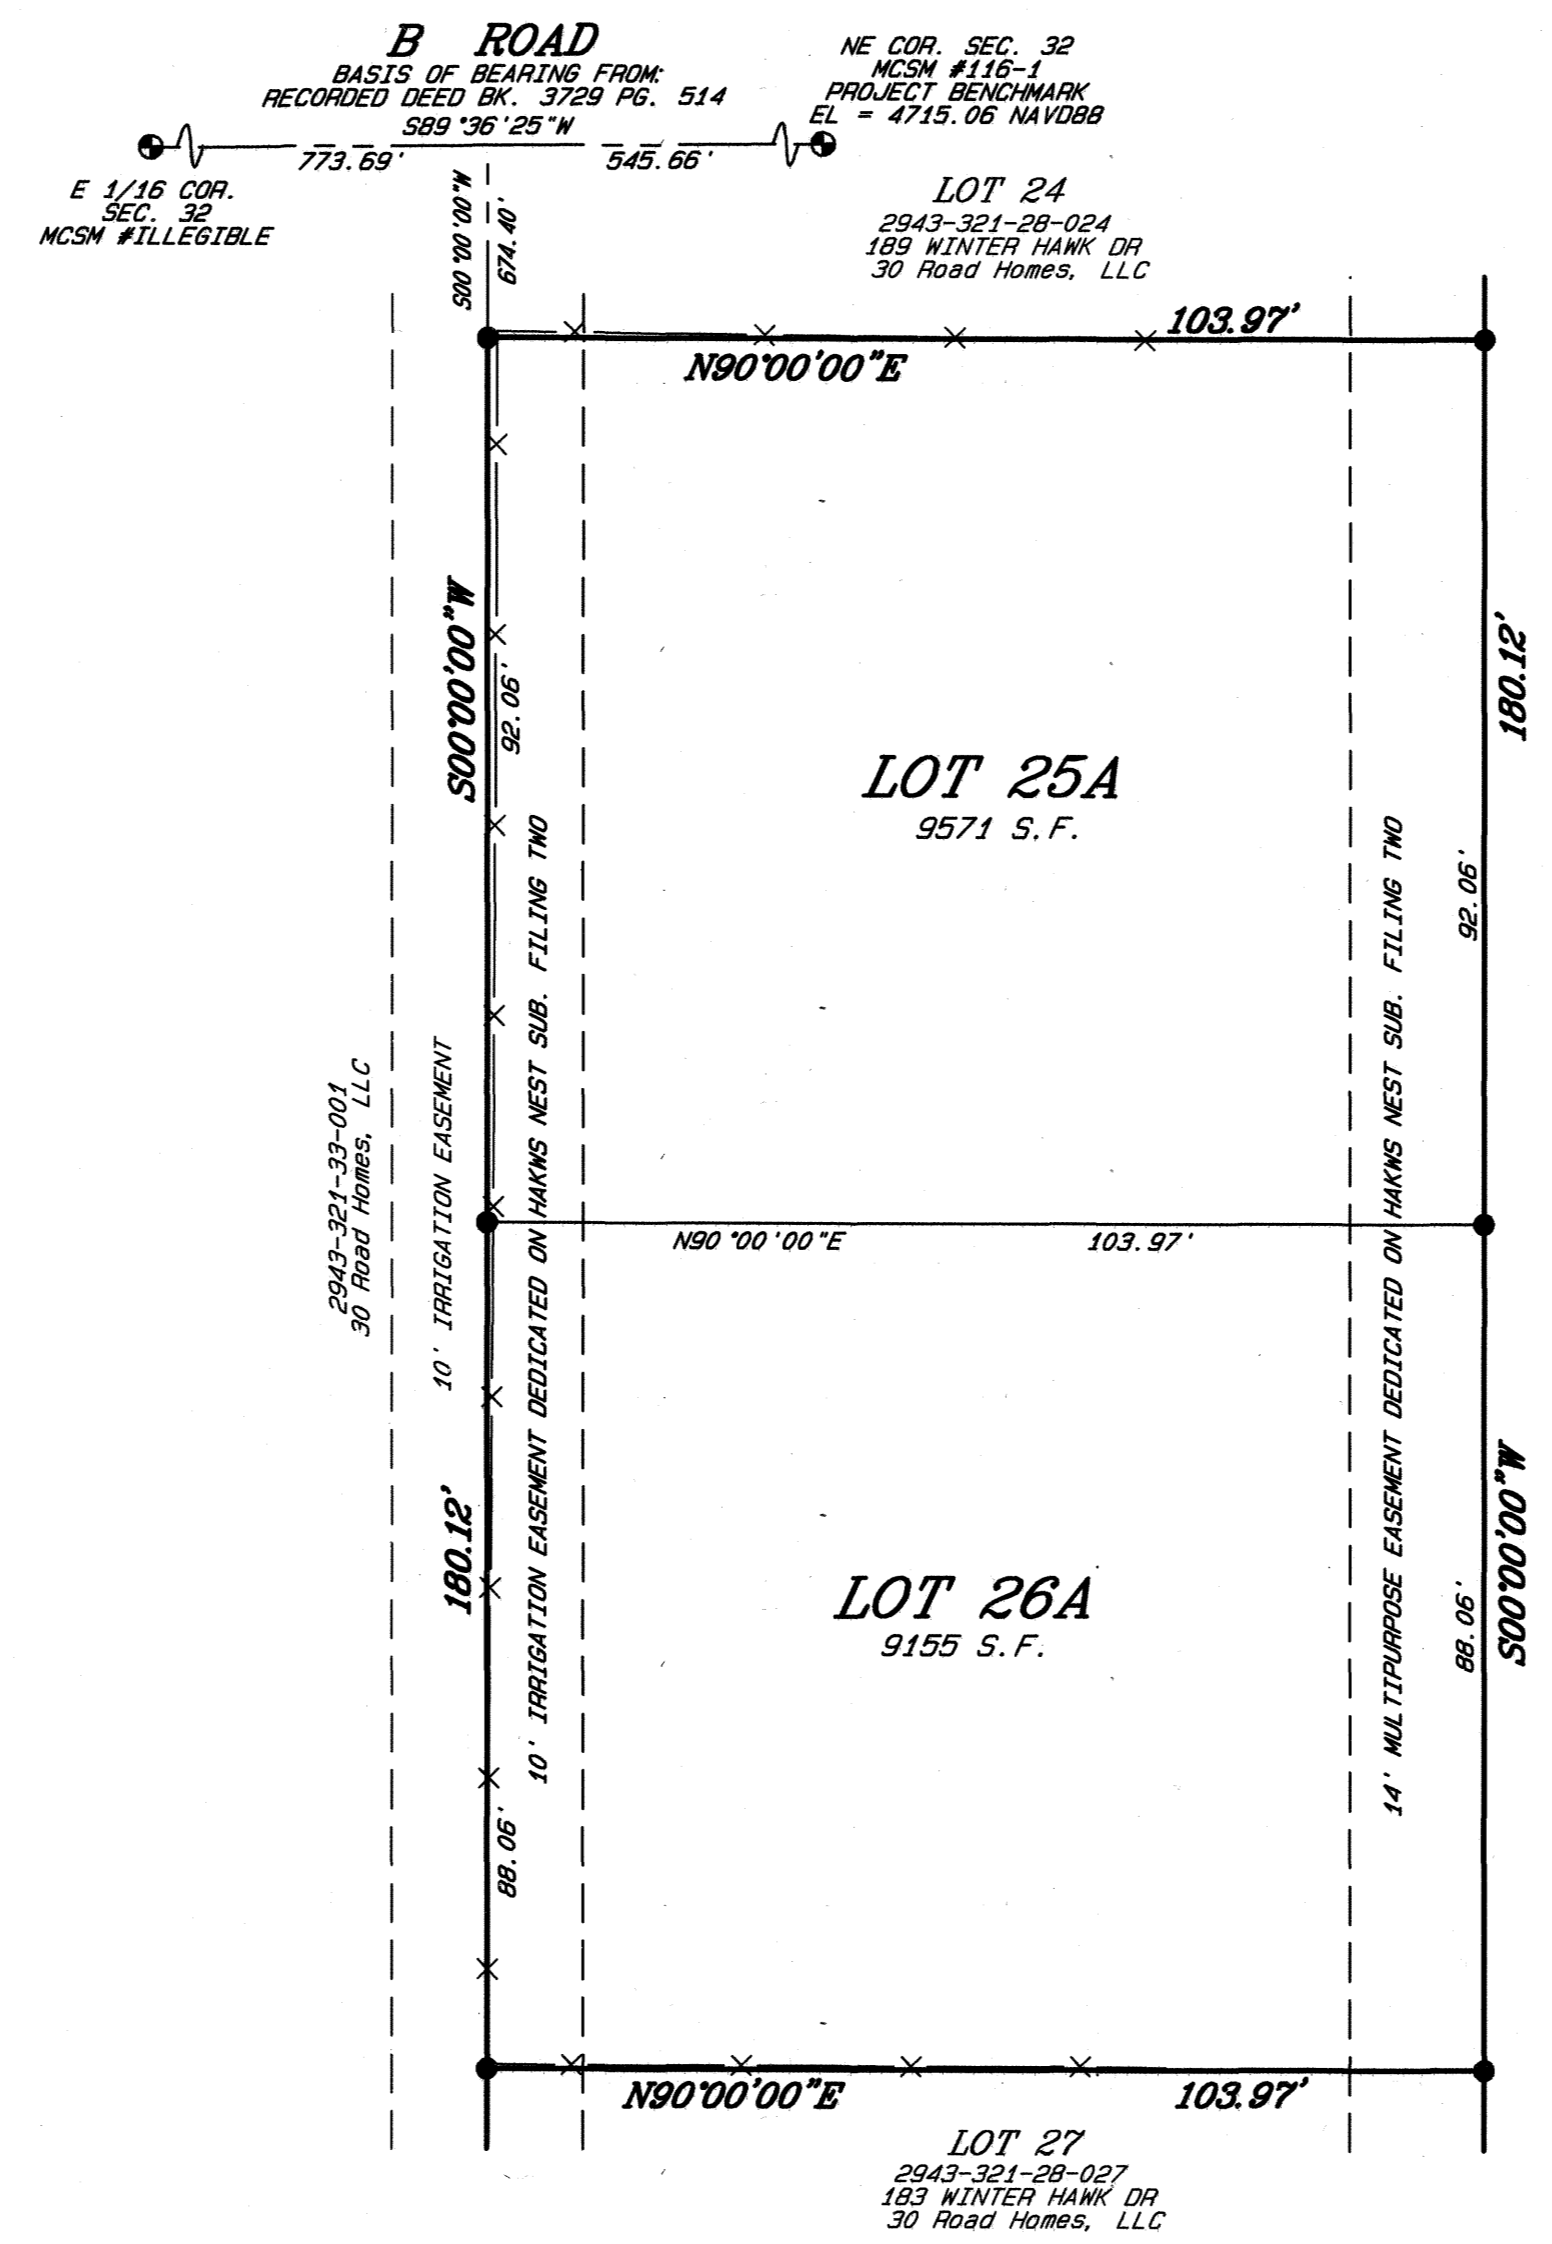 B ROAD
BASIS OF BEARING FROM:
RECORDED DEED BK. 3729 PG. 514
S89°36'25"W
773.69'
545.66'
NE COR. SEC. 32
MCSM #116-1
PROJECT BENCHMARK
EL = 4715.06 NAVD88
E 1/16 COR.
SEC. 32
MCSM #ILLEGIBLE
S00°00'00"W
674.40'
LOT 24
2943-321-28-024
189 WINTER HAWK DR
30 Road Homes, LLC
103.97'
N90°00'00"E
S00°00'00"W
92.06'
180.12'
LOT 25A
9571 S.F.
92.06'
10' IRRIGATION EASEMENT DEDICATED ON HAKWS NEST SUB. FILING TWO
14' MULTIPURPOSE EASEMENT DEDICATED ON HAKWS NEST SUB. FILING TWO
2943-321-33-001
30 Road Homes, LLC
10' IRRIGATION EASEMENT
N90°00'00"E
103.97'
180.12'
LOT 26A
9155 S.F.
88.06'
S00°00'00"W
88.06'
N90°00'00"E
103.97'
LOT 27
2943-321-28-027
183 WINTER HAWK DR
30 Road Homes, LLC